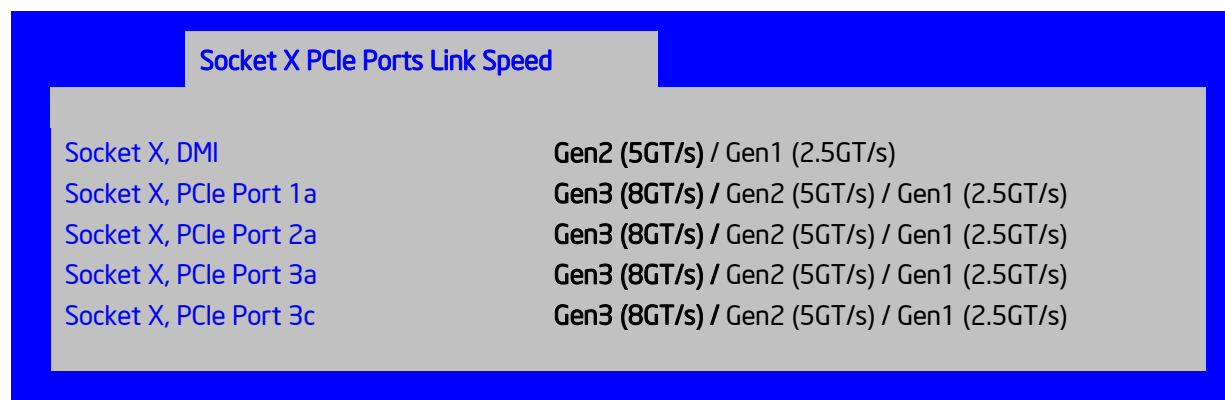 Socket X PCIe Ports Link Speed
Socket X, DMI Gen2 (5GT/s) / Gen1 (2.5GT/s)
Socket X, PCIe Port 1a Gen3 (8GT/s) / Gen2 (5GT/s) / Gen1 (2.5GT/s)
Socket X, PCIe Port 2a Gen3 (8GT/s) / Gen2 (5GT/s) / Gen1 (2.5GT/s)
Socket X, PCIe Port 3a Gen3 (8GT/s) / Gen2 (5GT/s) / Gen1 (2.5GT/s)
Socket X, PCIe Port 3c Gen3 (8GT/s) / Gen2 (5GT/s) / Gen1 (2.5GT/s)